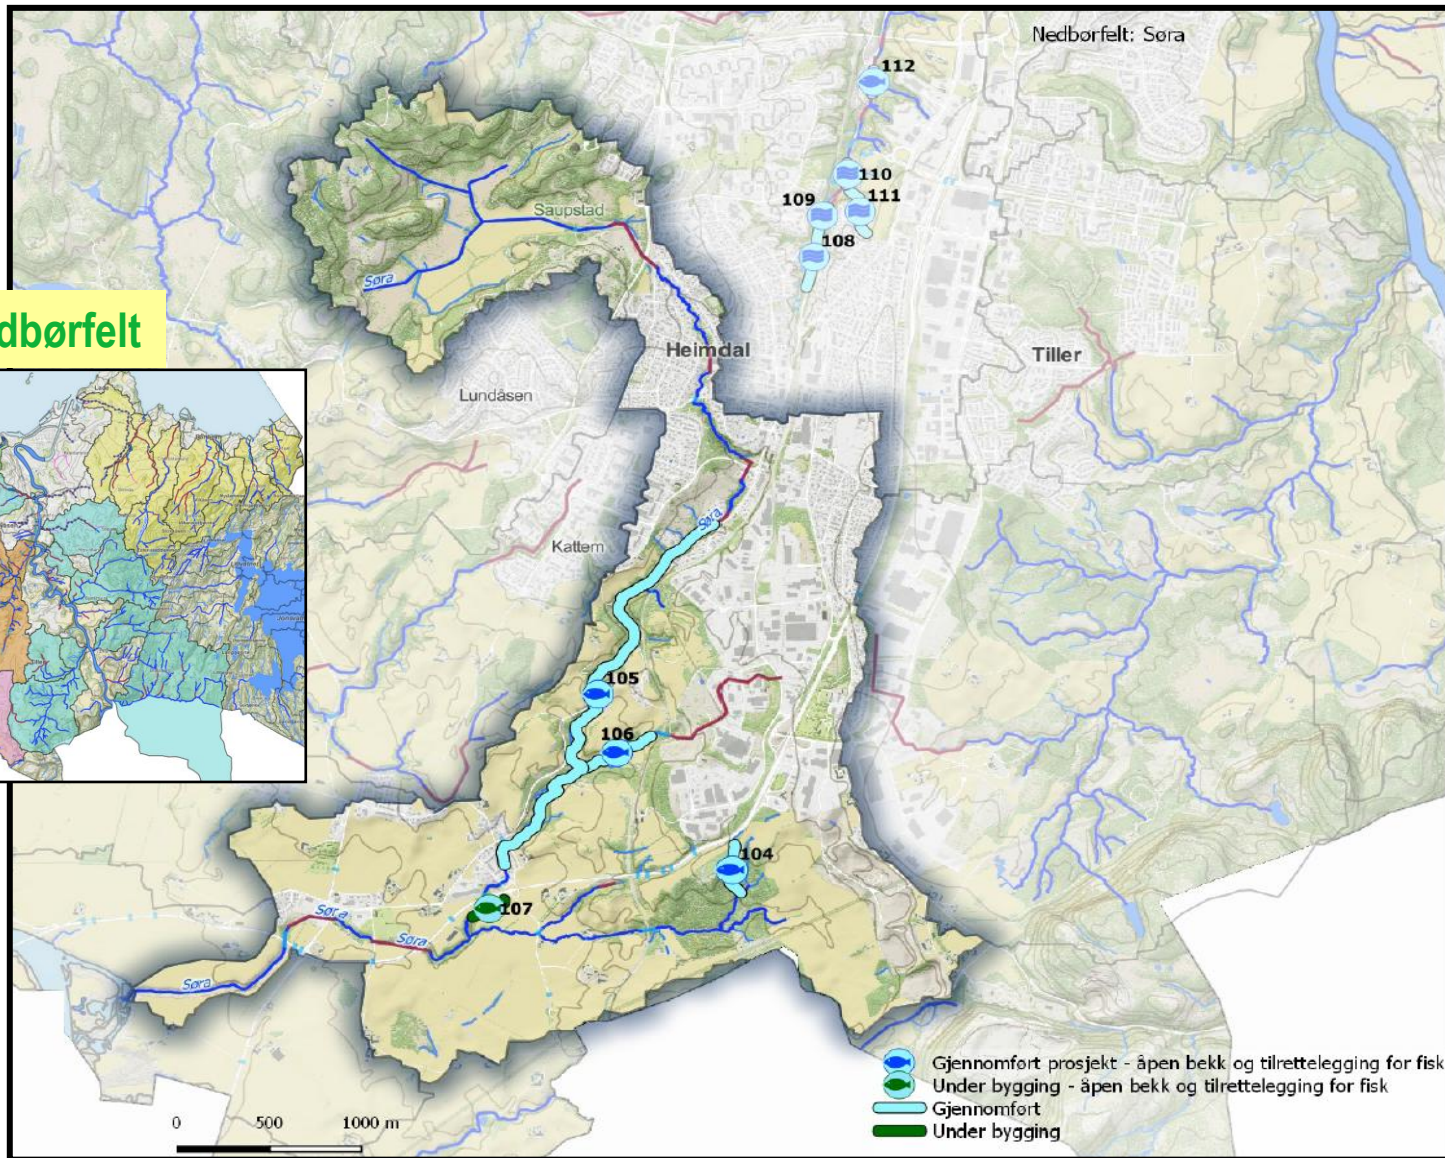 Nedbørfelt: Søra
112
110
109
111
108
Saupstad
Søra
dbørfelt
Heimdal
Tiller
Lundåsen
Søra
Kattem
105
106
104
107
Søra
Søra
Søra
Gjennomført prosjekt - åpen bekk og tilrettelegging for fisk
Under bygging - åpen bekk og tilrettelegging for fisk
Gjennomført
Under bygging
0 500 1000 m